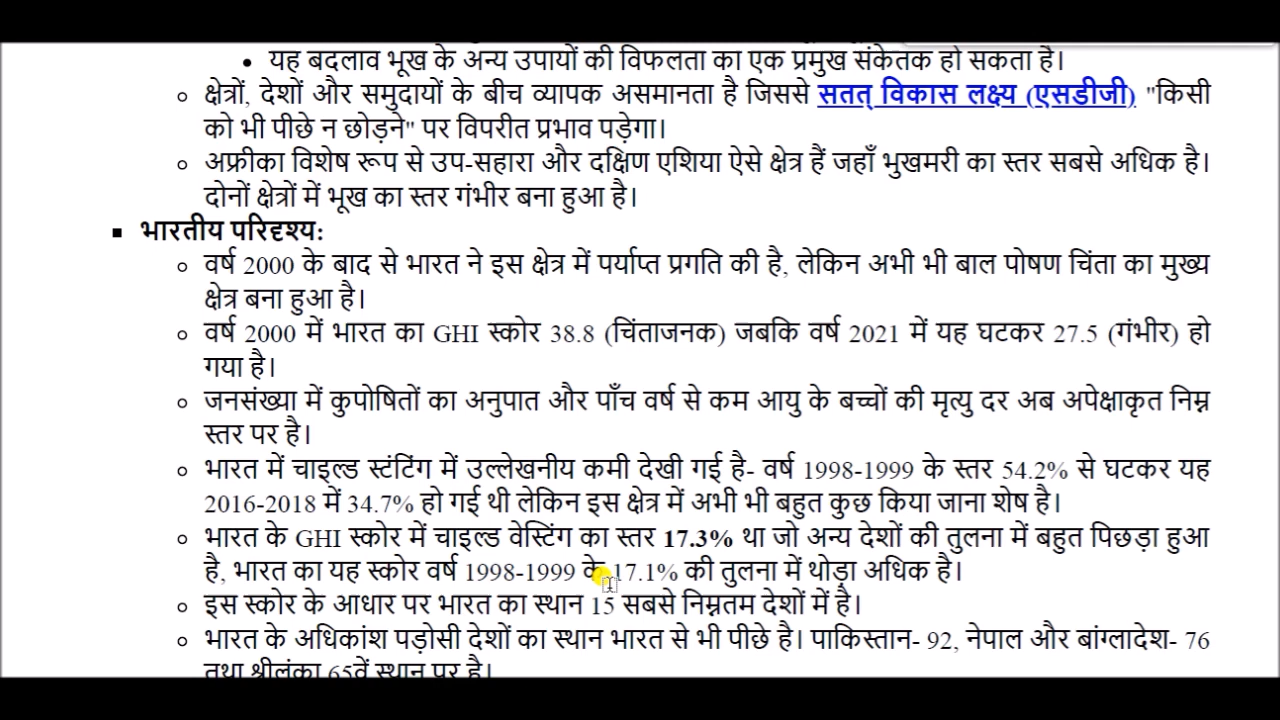 • यह बदलाव भूख के अन्य उपायों की विफलता का एक प्रमुख संकेतक हो सकता है।
○ क्षेत्रों, देशों और समुदायों के बीच व्यापक असमानता है जिससे सतत् विकास लक्ष्य (एसडीजी) "किसी
को भी पीछे न छोड़ने" पर विपरीत प्रभाव पड़ेगा।
○ अफ्रीका विशेष रूप से उप-सहारा और दक्षिण एशिया ऐसे क्षेत्र हैं जहाँ भुखमरी का स्तर सबसे अधिक है।
दोनों क्षेत्रों में भूख का स्तर गंभीर बना हुआ है।
▪ भारतीय परिदृश्य:
○ वर्ष 2000 के बाद से भारत ने इस क्षेत्र में पर्याप्त प्रगति की है, लेकिन अभी भी बाल पोषण चिंता का मुख्य
क्षेत्र बना हुआ है।
○ वर्ष 2000 में भारत का GHI स्कोर 38.8 (चिंताजनक) जबकि वर्ष 2021 में यह घटकर 27.5 (गंभीर) हो
गया है।
○ जनसंख्या में कुपोषितों का अनुपात और पाँच वर्ष से कम आयु के बच्चों की मृत्यु दर अब अपेक्षाकृत निम्न
स्तर पर है।
○ भारत में चाइल्ड स्टंटिंग में उल्लेखनीय कमी देखी गई है- वर्ष 1998-1999 के स्तर 54.2% से घटकर यह
2016-2018 में 34.7% हो गई थी लेकिन इस क्षेत्र में अभी भी बहुत कुछ किया जाना शेष है।
○ भारत के GHI स्कोर में चाइल्ड वेस्टिंग का स्तर 17.3% था जो अन्य देशों की तुलना में बहुत पिछड़ा हुआ
है, भारत का यह स्कोर वर्ष 1998-1999 के 17.1% की तुलना में थोड़ा अधिक है।
○ इस स्कोर के आधार पर भारत का स्थान 15 सबसे निम्नतम देशों में है।
○ भारत के अधिकांश पड़ोसी देशों का स्थान भारत से भी पीछे है। पाकिस्तान- 92, नेपाल और बांग्लादेश- 76
तथा श्रीलंका 65वें स्थान पर है।